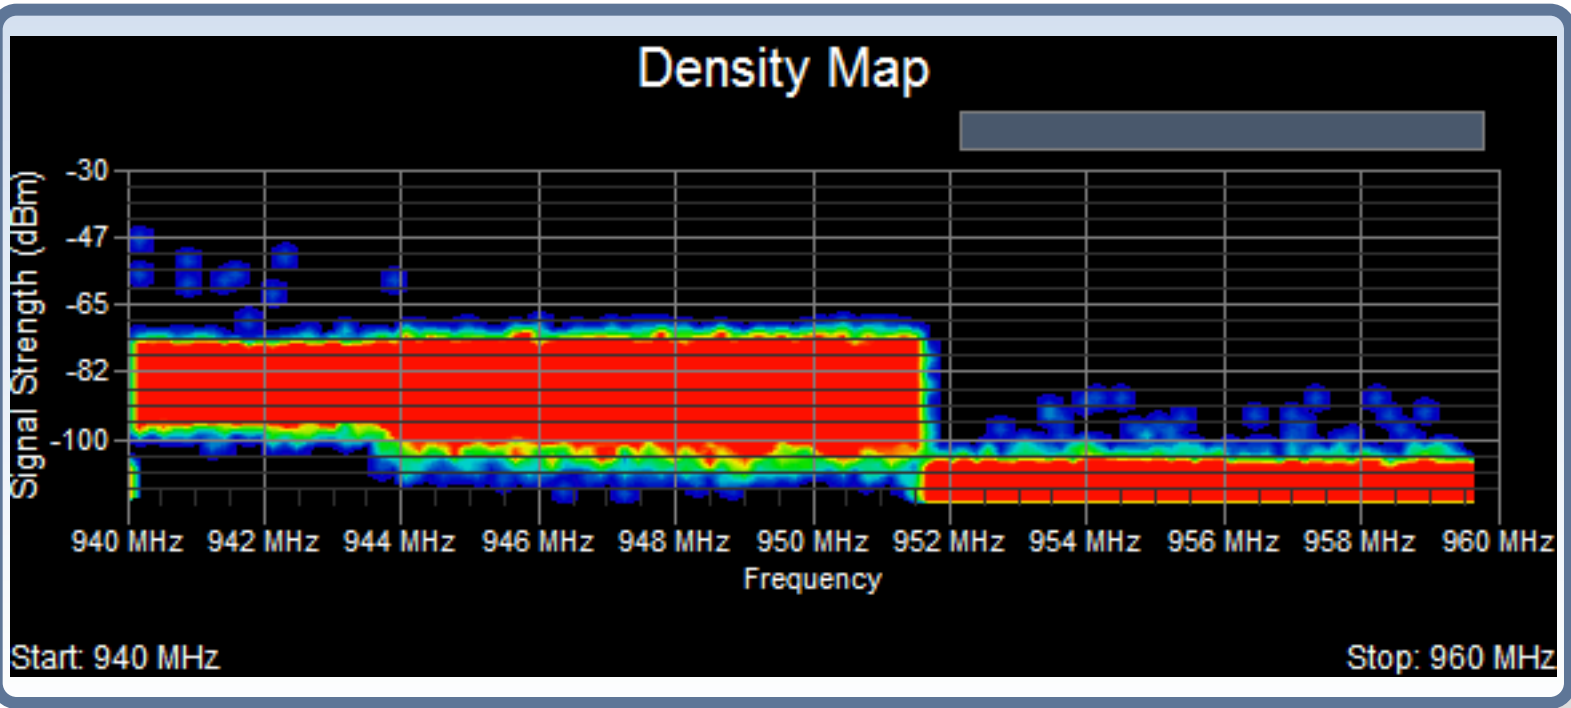 Density Map
Signal Strength (dBm)
-30
-47
-65
-82
-100
940 MHz 942 MHz 944 MHz 946 MHz 948 MHz 950 MHz 952 MHz 954 MHz 956 MHz 958 MHz 960 MHz
Frequency
Start: 940 MHz Stop: 960 MHz